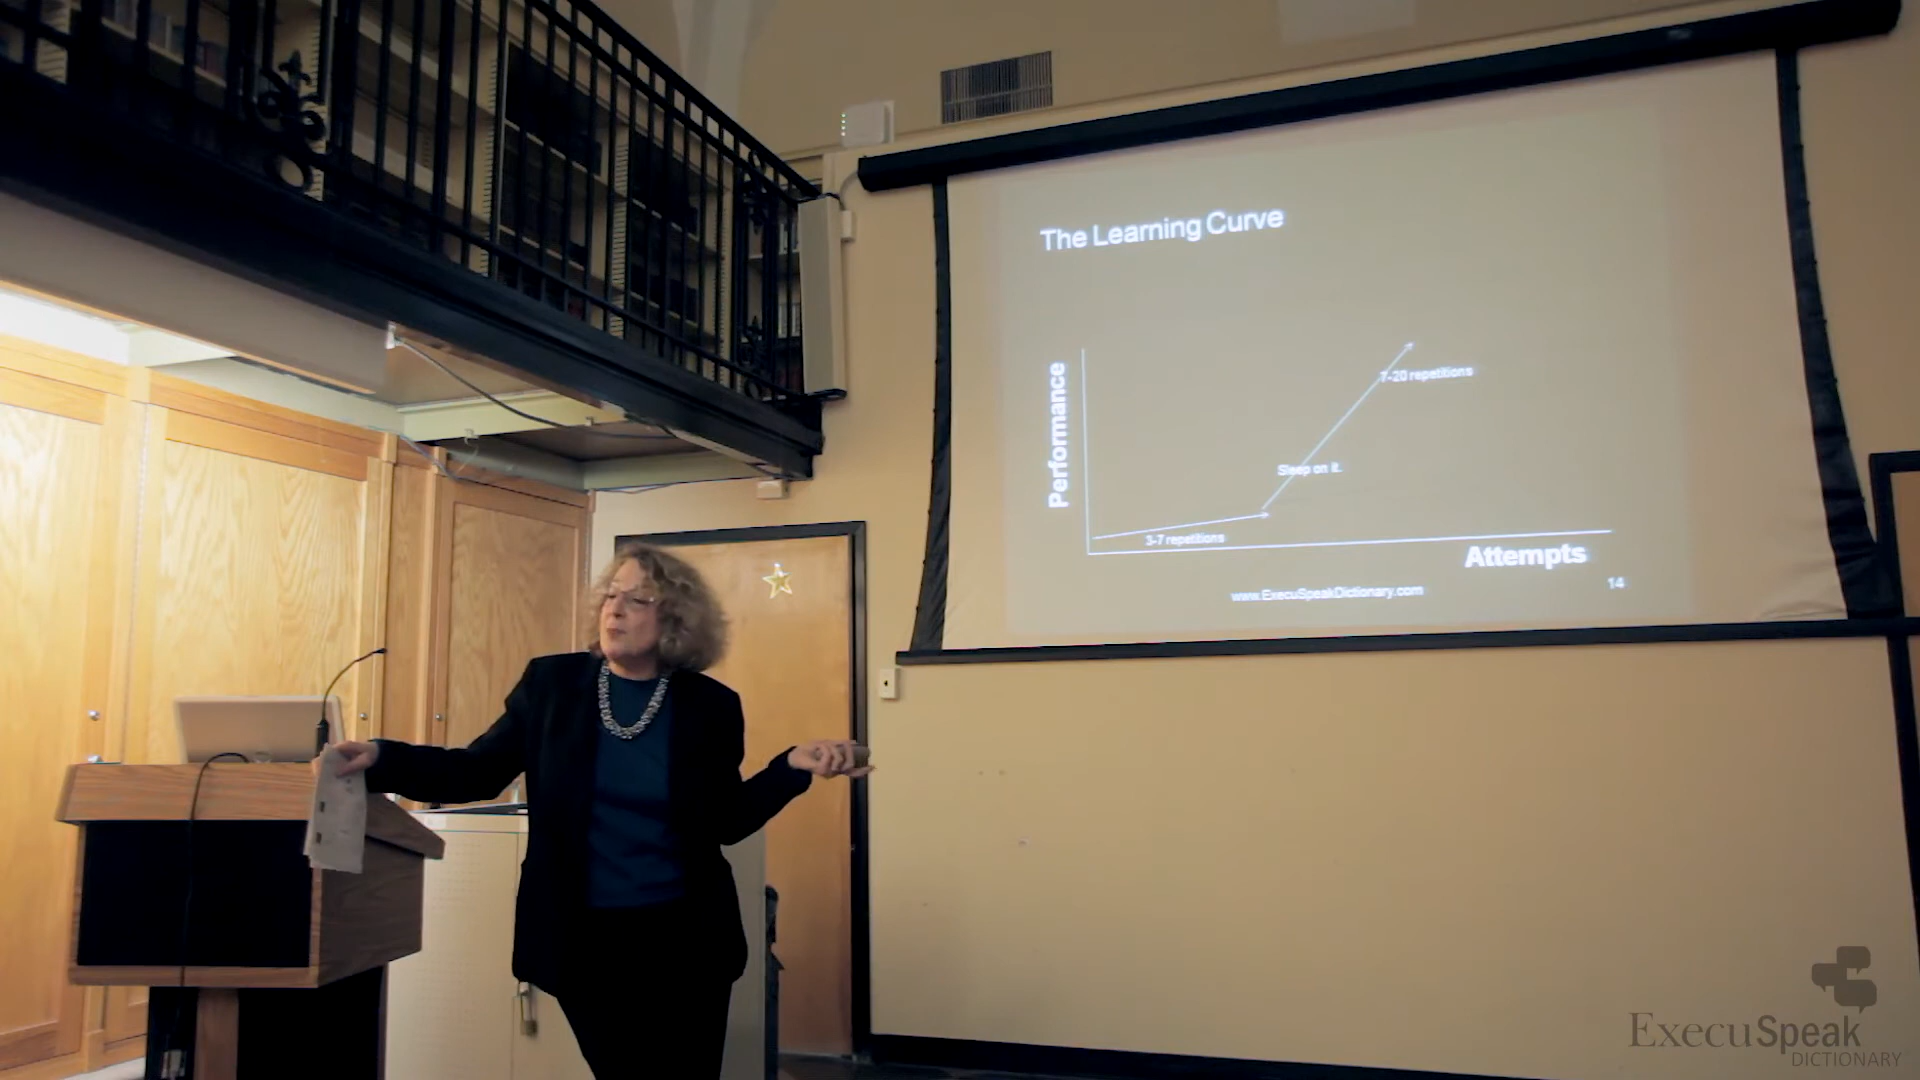 The Learning Curve
Performance
7-20 repetitions
Sleep on it.
3-7 repetitions
Attempts
www.ExecuSpeakDictionary.com
14
ExecuSpeak
DICTIONARY